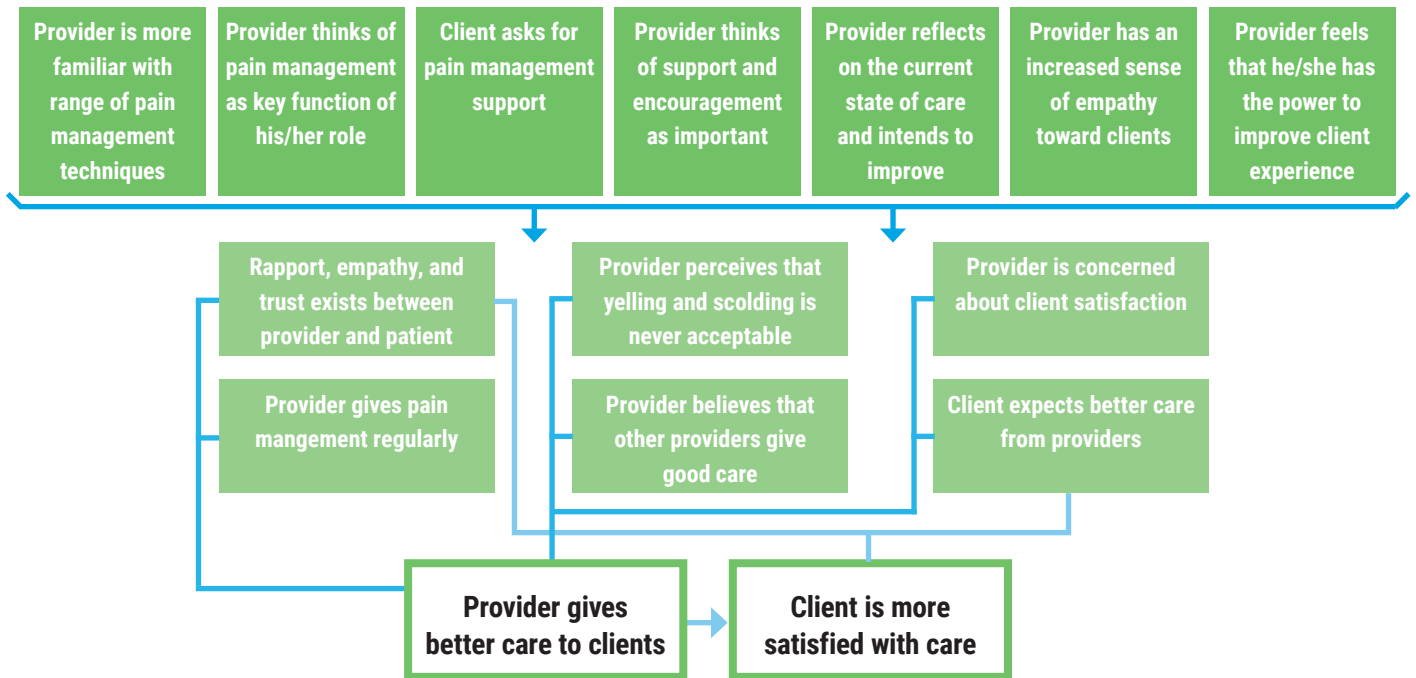 Provider is more
familiar with
range of pain
management
techniques
Provider thinks of
pain management
as key function of
his/her role
Client asks for
pain management
support
Provider thinks
of support and
encouragement
as important
Provider reflects
on the current
state of care
and intends to
improve
Provider has an
increased sense
of empathy
toward clients
Provider feels
that he/she has
the power to
improve client
experience
Rapport, empathy, and
trust exists between
provider and patient
Provider perceives that
yelling and scolding is
never acceptable
Provider is concerned
about client satisfaction
Provider gives pain
mangement regularly
Provider believes that
other providers give
good care
Client expects better care
from providers
Provider gives
better care to clients
Client is more
satisfied with care